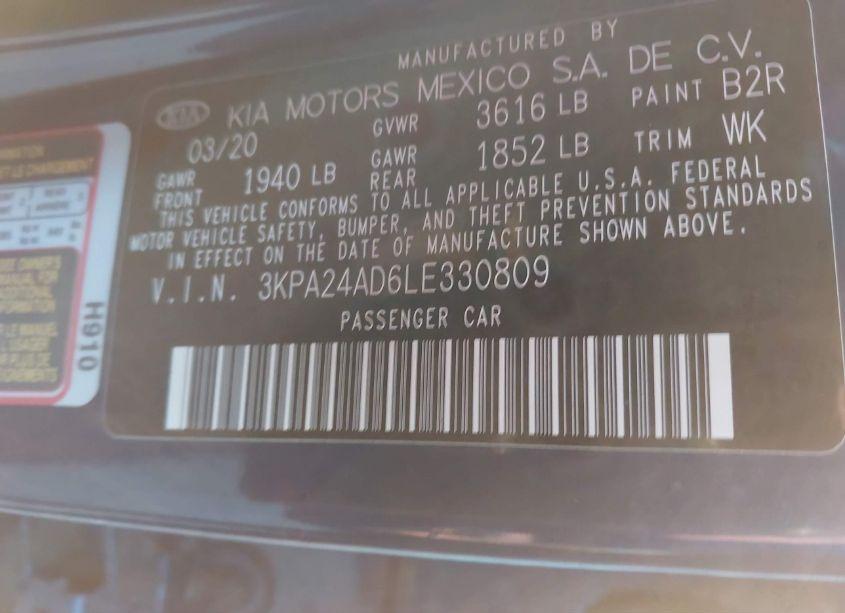 MANUFACTURED BY
KIA KIA MOTORS MEXICO S.A. DE C.V.
03/20 GVWR 3616 LB PAINT B2R
GAWR FRONT 1940 LB GAWR REAR 1852 LB TRIM WK
THIS VEHICLE CONFORMS TO ALL APPLICABLE U.S.A. FEDERAL
MOTOR VEHICLE SAFETY, BUMPER, AND THEFT PREVENTION STANDARDS
IN EFFECT ON THE DATE OF MANUFACTURE SHOWN ABOVE.
V.I.N. 3KPA24AD6LE330809
PASSENGER CAR
H910